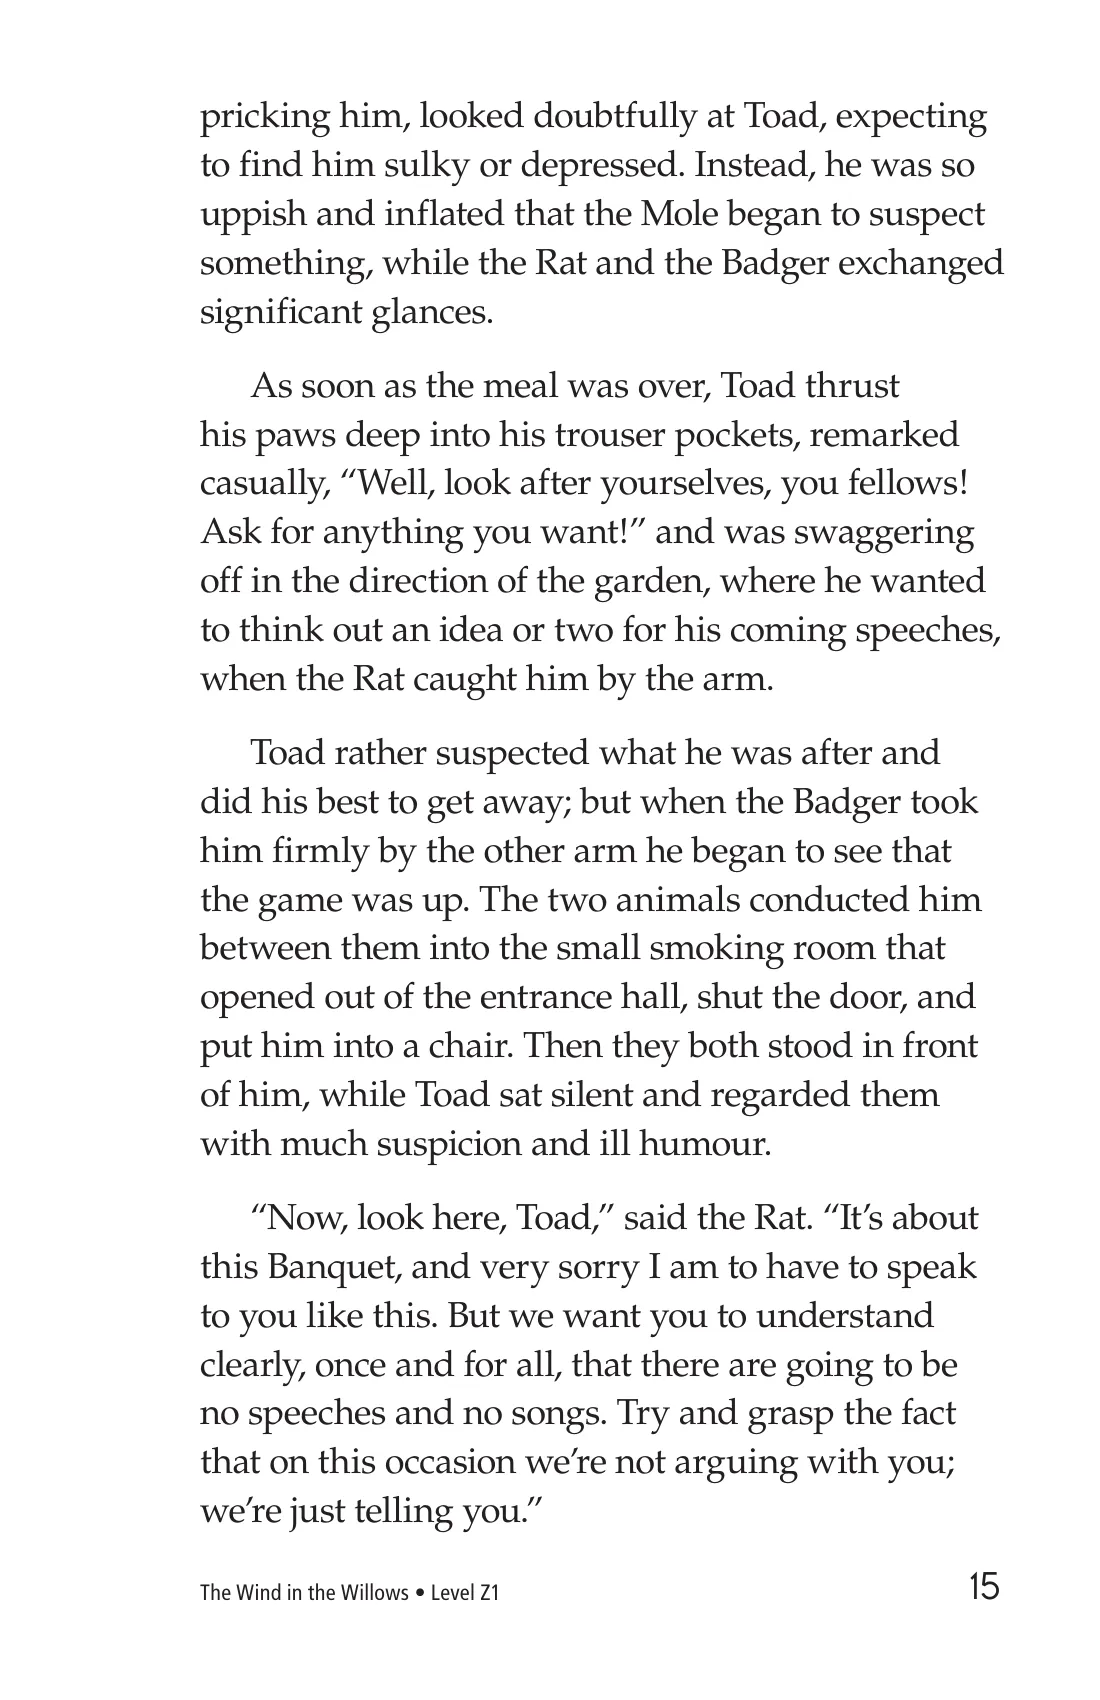 pricking him, looked doubtfully at Toad, expecting
to find him sulky or depressed. Instead, he was so
uppish and inflated that the Mole began to suspect
something, while the Rat and the Badger exchanged
significant glances.
As soon as the meal was over, Toad thrust
his paws deep into his trouser pockets, remarked
casually, “Well, look after yourselves, you fellows!
Ask for anything you want!” and was swaggering
off in the direction of the garden, where he wanted
to think out an idea or two for his coming speeches,
when the Rat caught him by the arm.
Toad rather suspected what he was after and
did his best to get away; but when the Badger took
him firmly by the other arm he began to see that
the game was up. The two animals conducted him
between them into the small smoking room that
opened out of the entrance hall, shut the door, and
put him into a chair. Then they both stood in front
of him, while Toad sat silent and regarded them
with much suspicion and ill humour.
“Now, look here, Toad,” said the Rat. “It’s about
this Banquet, and very sorry I am to have to speak
to you like this. But we want you to understand
clearly, once and for all, that there are going to be
no speeches and no songs. Try and grasp the fact
that on this occasion we’re not arguing with you;
we’re just telling you.”
The Wind in the Willows • Level Z1 15